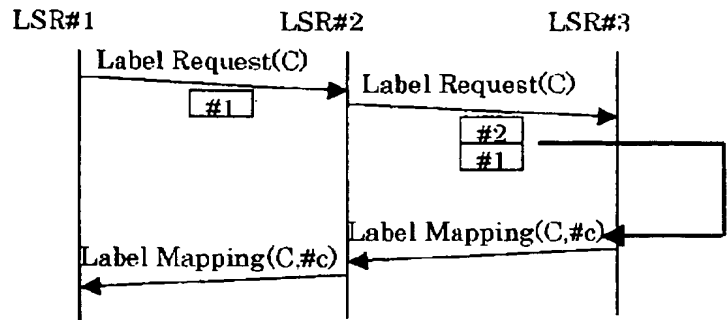 LSR#1 LSR#2 LSR#3
Label Request(C)
Label Request(C)
#1
#2
#1
Label Mapping(C,#c)
Label Mapping(C,#c)